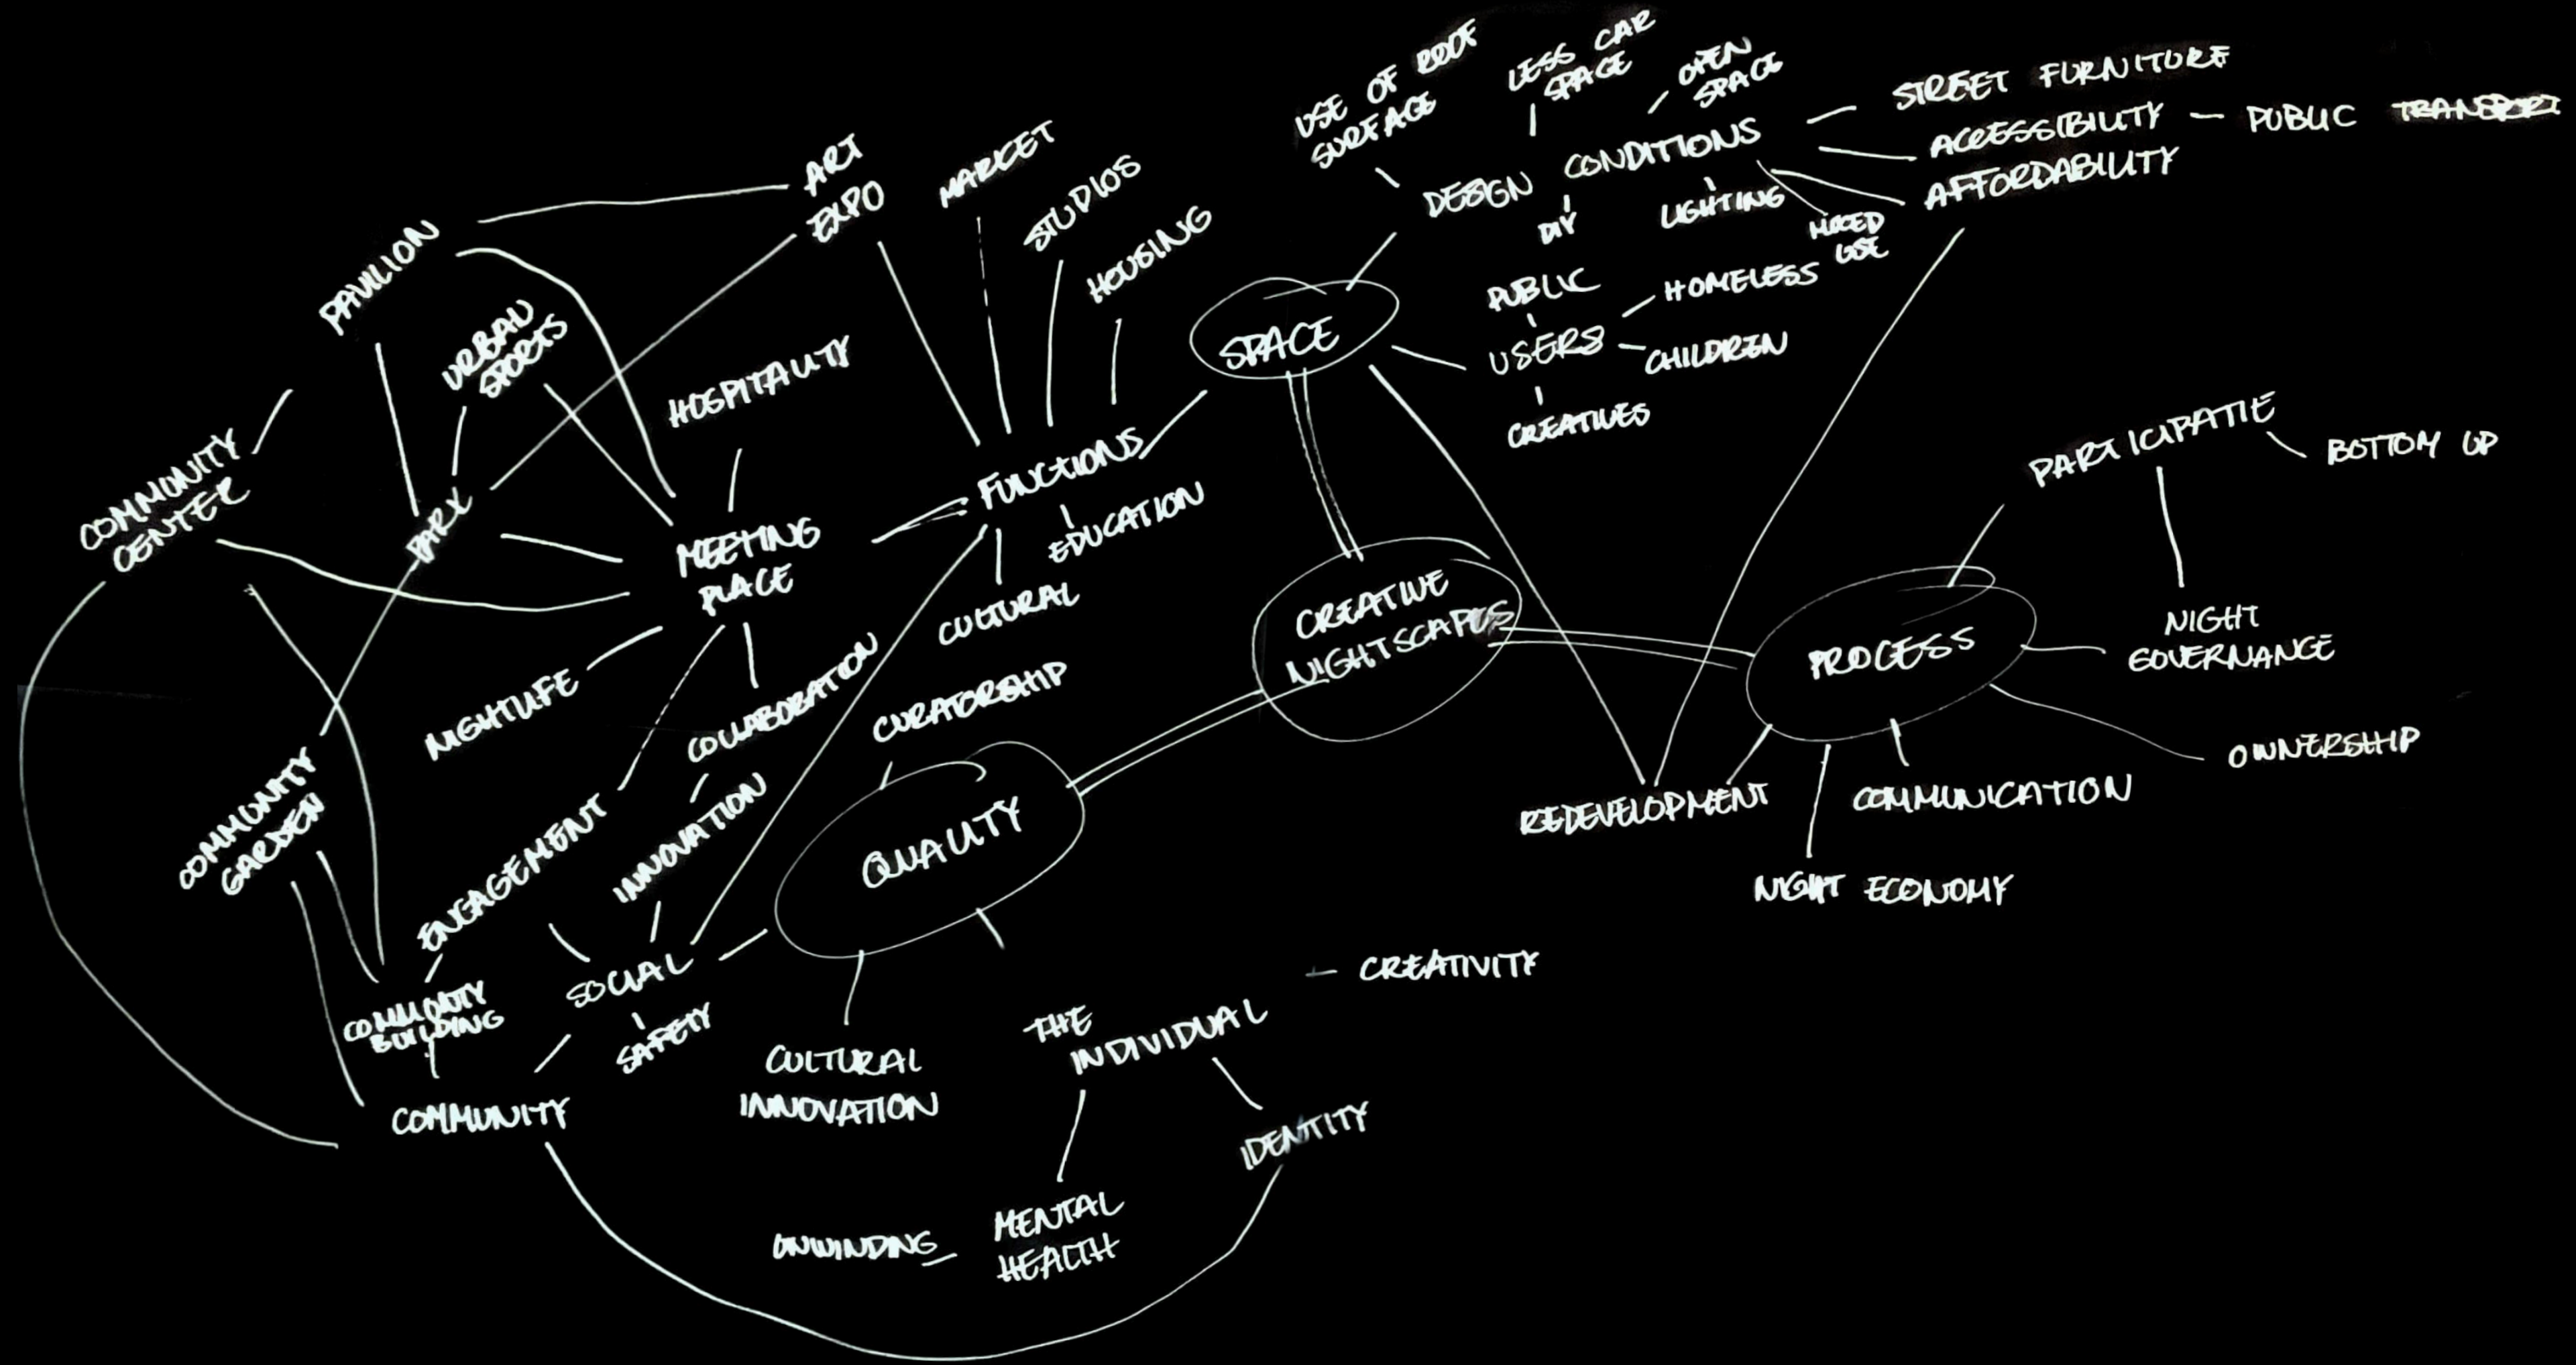 USE OF ROOF
SURFACE
LESS CAR
SPACE
OPEN
SPACE
STREET FURNITURE
ACCESSIBILITY
PUBLIC TRANSPORT
AFFORDABILITY
DESIGN CONDITIONS
DIY
LIGHTING
MIXED
USE
ART
EXPO
MARKET
STUDIOS
HOUSING
PAVILION
URBAN
SPORTS
HOSPITALITY
SPACE
PUBLIC
USERS
HOMELESS
CHILDREN
CREATIVES
COMMUNITY
CENTER
PARK
MEETING
PLACE
FUNCTIONS
EDUCATION
CULTURAL
PARTICIPATIE
BOTTOM UP
NIGHT
GOVERNANCE
CREATIVE
NIGHTSCAPES
PROCESS
OWNERSHIP
COMMUNICATION
REDEVELOPMENT
NIGHT ECONOMY
NIGHTLIFE
COLLABORATION
CURATORSHIP
INNOVATION
QUALITY
COMMUNITY
GARDEN
ENGAGEMENT
SOCIAL
SAFETY
COMMUNITY
BUILDING
COMMUNITY
CULTURAL
INNOVATION
THE
INDIVIDUAL
CREATIVITY
IDENTITY
MENTAL
HEALTH
UNWINDING